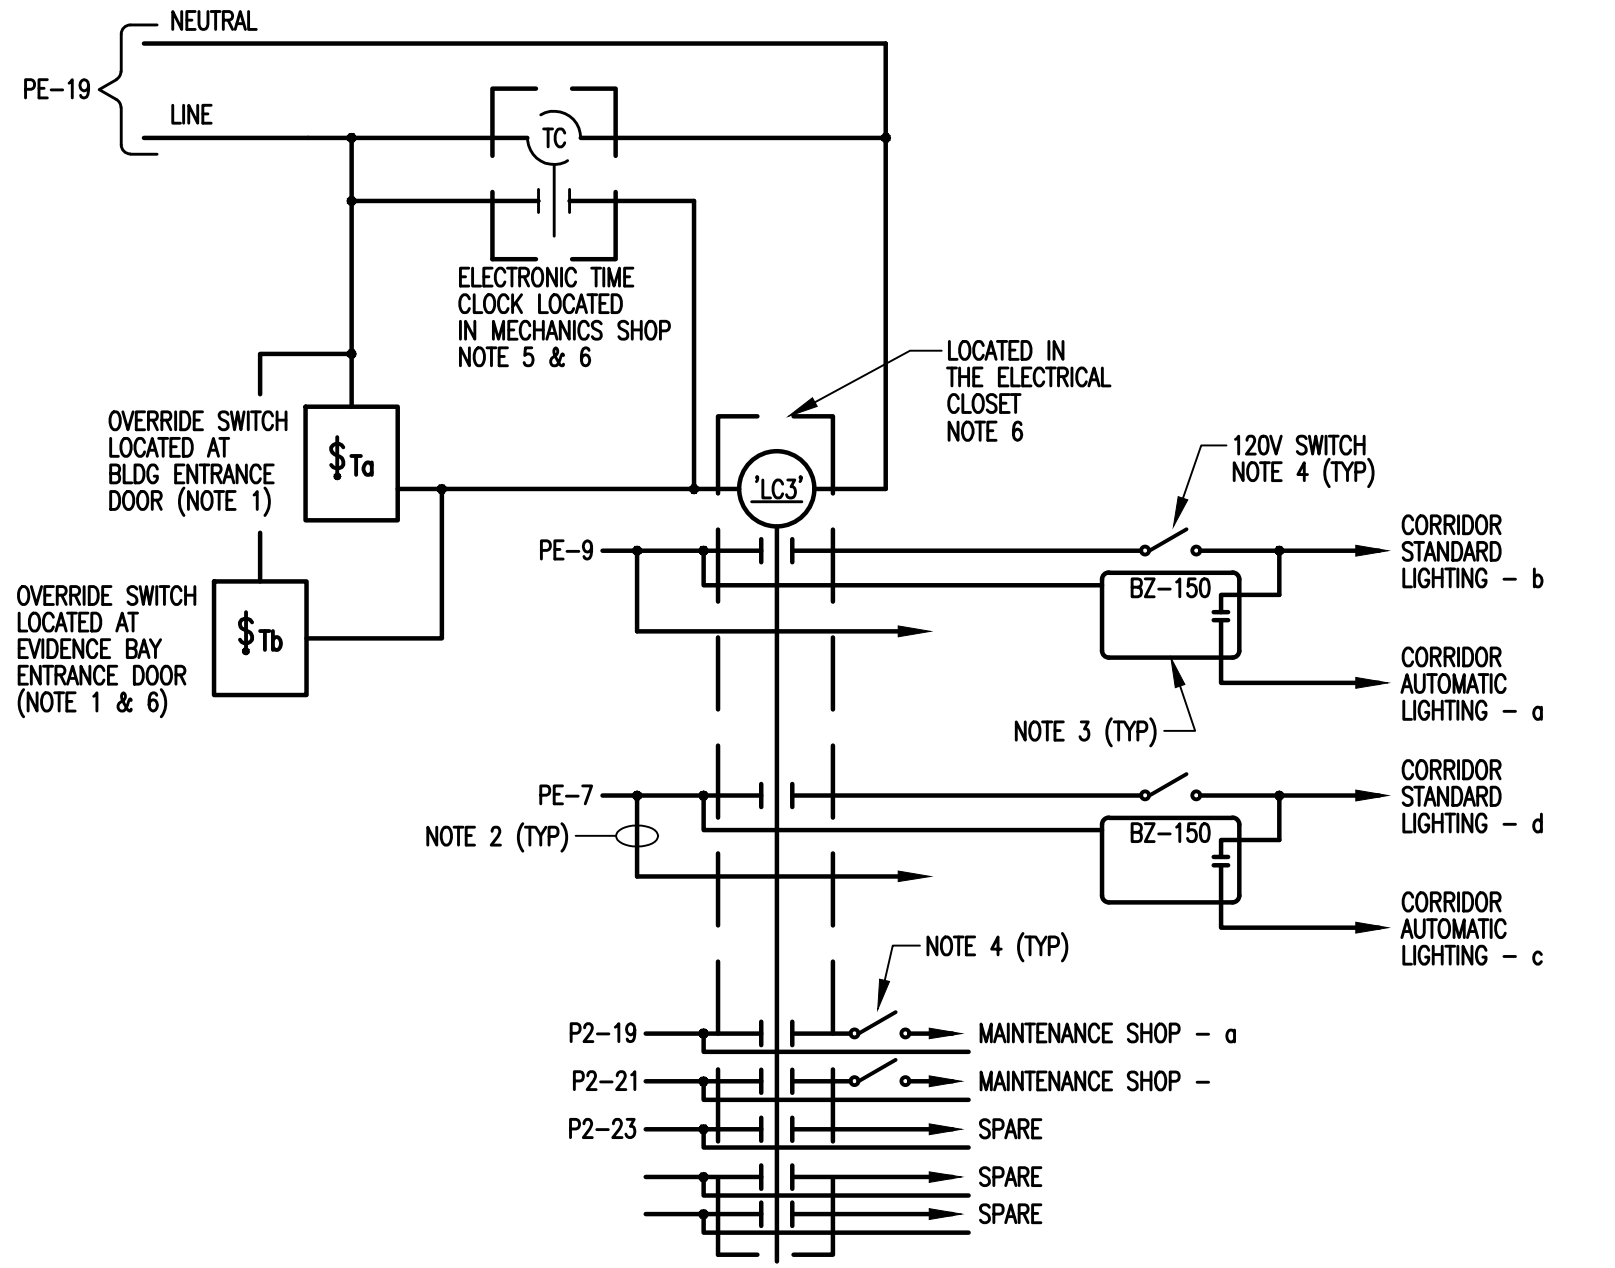 NEUTRAL
PE-19
LINE
TC
ELECTRONIC TIME
CLOCK LOCATED
IN MECHANICS SHOP
NOTE 5 & 6
LOCATED IN
THE ELECTRICAL
CLOSET
NOTE 6
OVERRIDE SWITCH
LOCATED AT
BLDG ENTRANCE
DOOR (NOTE 1)
$Ta
'LC3'
120V SWITCH
NOTE 4 (TYP)
PE-9
CORRIDOR
STANDARD
LIGHTING - b
BZ-150
OVERRIDE SWITCH
LOCATED AT
EVIDENCE BAY
ENTRANCE DOOR
(NOTE 1 & 6)
$Tb
CORRIDOR
AUTOMATIC
LIGHTING - a
NOTE 3 (TYP)
PE-7
CORRIDOR
STANDARD
LIGHTING - d
NOTE 2 (TYP)
BZ-150
CORRIDOR
AUTOMATIC
LIGHTING - c
NOTE 4 (TYP)
P2-19
MAINTENANCE SHOP - a
P2-21
MAINTENANCE SHOP -
P2-23
SPARE
SPARE
SPARE